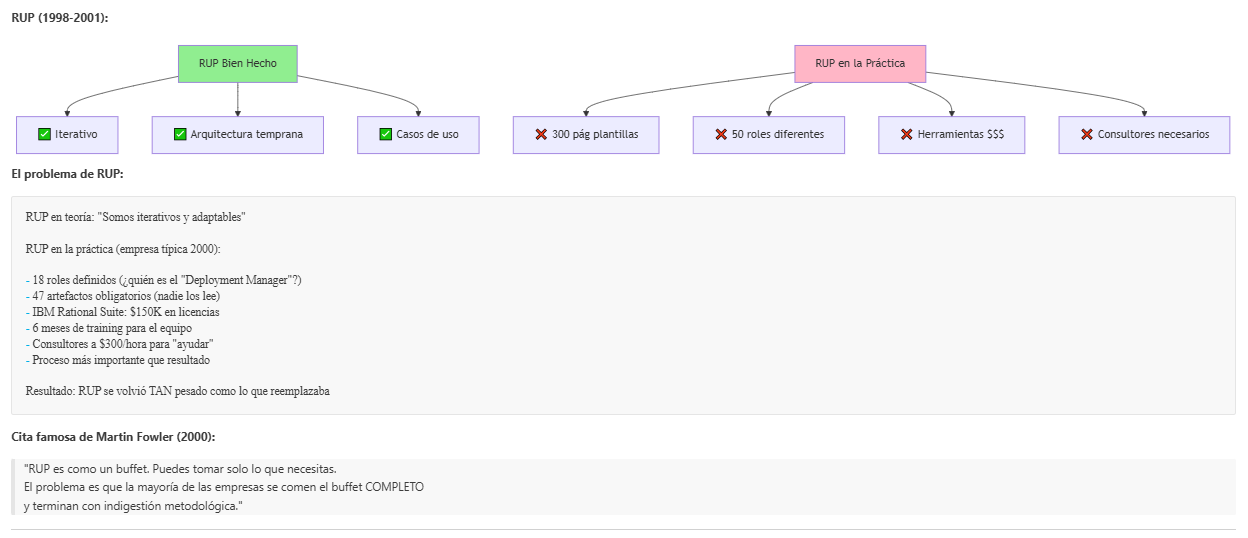 RUP (1998-2001):
RUP Bien Hecho
RUP en la Práctica
✅ Iterativo
✅ Arquitectura temprana
✅ Casos de uso
❌ 300 pág plantillas
❌ 50 roles diferentes
❌ Herramientas $$$
❌ Consultores necesarios
El problema de RUP:
RUP en teoría: "Somos iterativos y adaptables"
RUP en la práctica (empresa típica 2000):
- 18 roles definidos (¿quién es el "Deployment Manager"?)
- 47 artefactos obligatorios (nadie los lee)
- IBM Rational Suite: $150K en licencias
- 6 meses de training para el equipo
- Consultores a $300/hora para "ayudar"
- Proceso más importante que resultado
Resultado: RUP se volvió TAN pesado como lo que reemplazaba
Cita famosa de Martin Fowler (2000):
"RUP es como un buffet. Puedes tomar solo lo que necesitas.
El problema es que la mayoría de las empresas se comen el buffet COMPLETO
y terminan con indigestión metodológica."